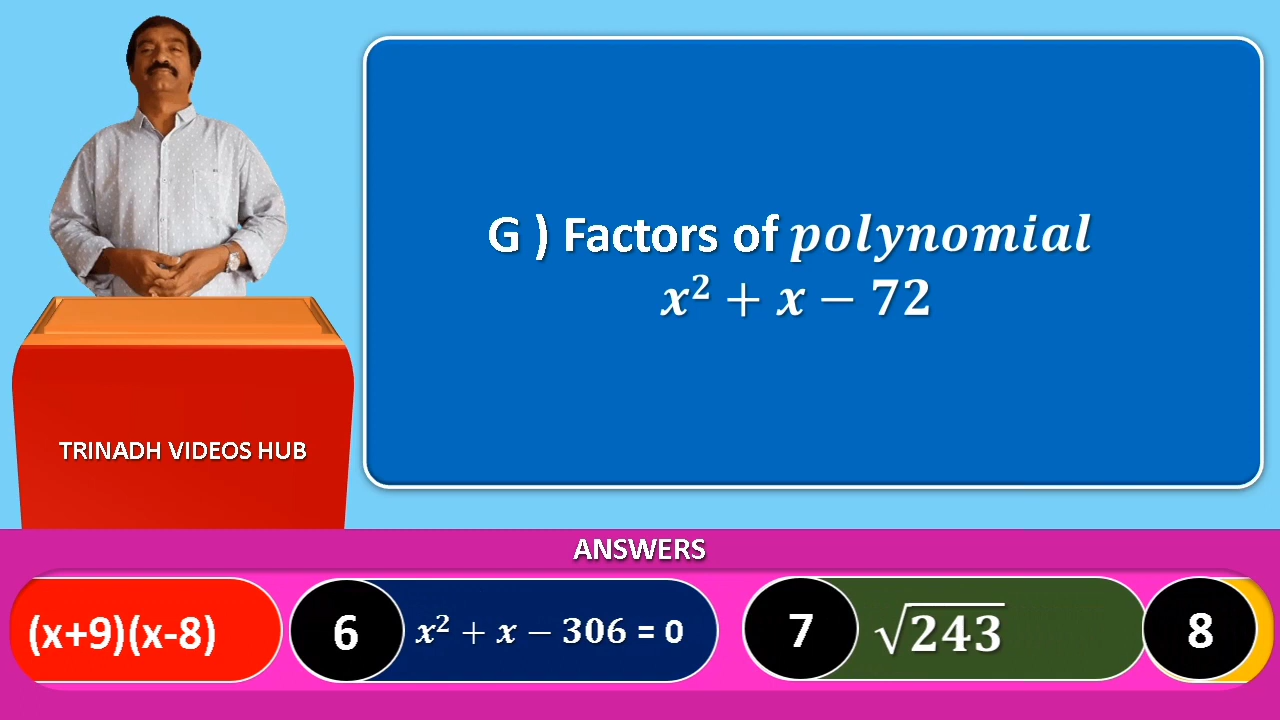 G ) Factors of polynomial
x² + x − 72
TRINADH VIDEOS HUB
ANSWERS
(x+9)(x-8)
6
x² + x − 306 = 0
7
√243
8